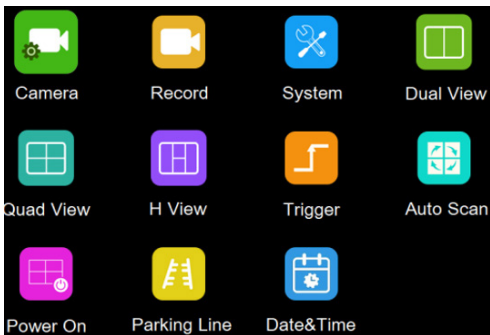 Camera Record System Dual View
Quad View H View Trigger Auto Scan
Power On Parking Line Date&Time